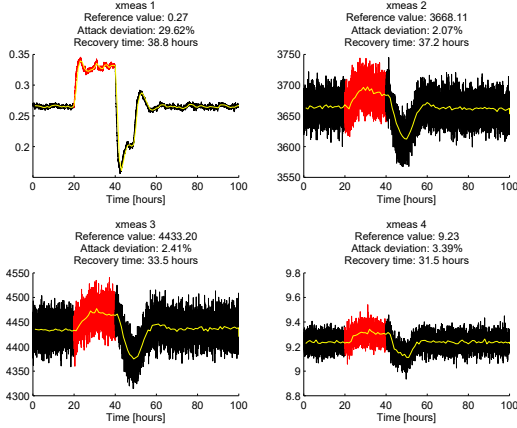 xmeas 1
Reference value: 0.27
Attack deviation: 29.62%
Recovery time: 38.8 hours
0.35
0.3
0.25
0.2
0 20 40 60 80 100
Time [hours]
xmeas 2
Reference value: 3668.11
Attack deviation: 2.07%
Recovery time: 37.2 hours
3750
3700
3650
3600
3550
0 20 40 60 80 100
Time [hours]
xmeas 3
Reference value: 4433.20
Attack deviation: 2.41%
Recovery time: 33.5 hours
4550
4500
4450
4400
4350
4300
0 20 40 60 80 100
Time [hours]
xmeas 4
Reference value: 9.23
Attack deviation: 3.39%
Recovery time: 31.5 hours
9.8
9.6
9.4
9.2
9
8.8
0 20 40 60 80 100
Time [hours]